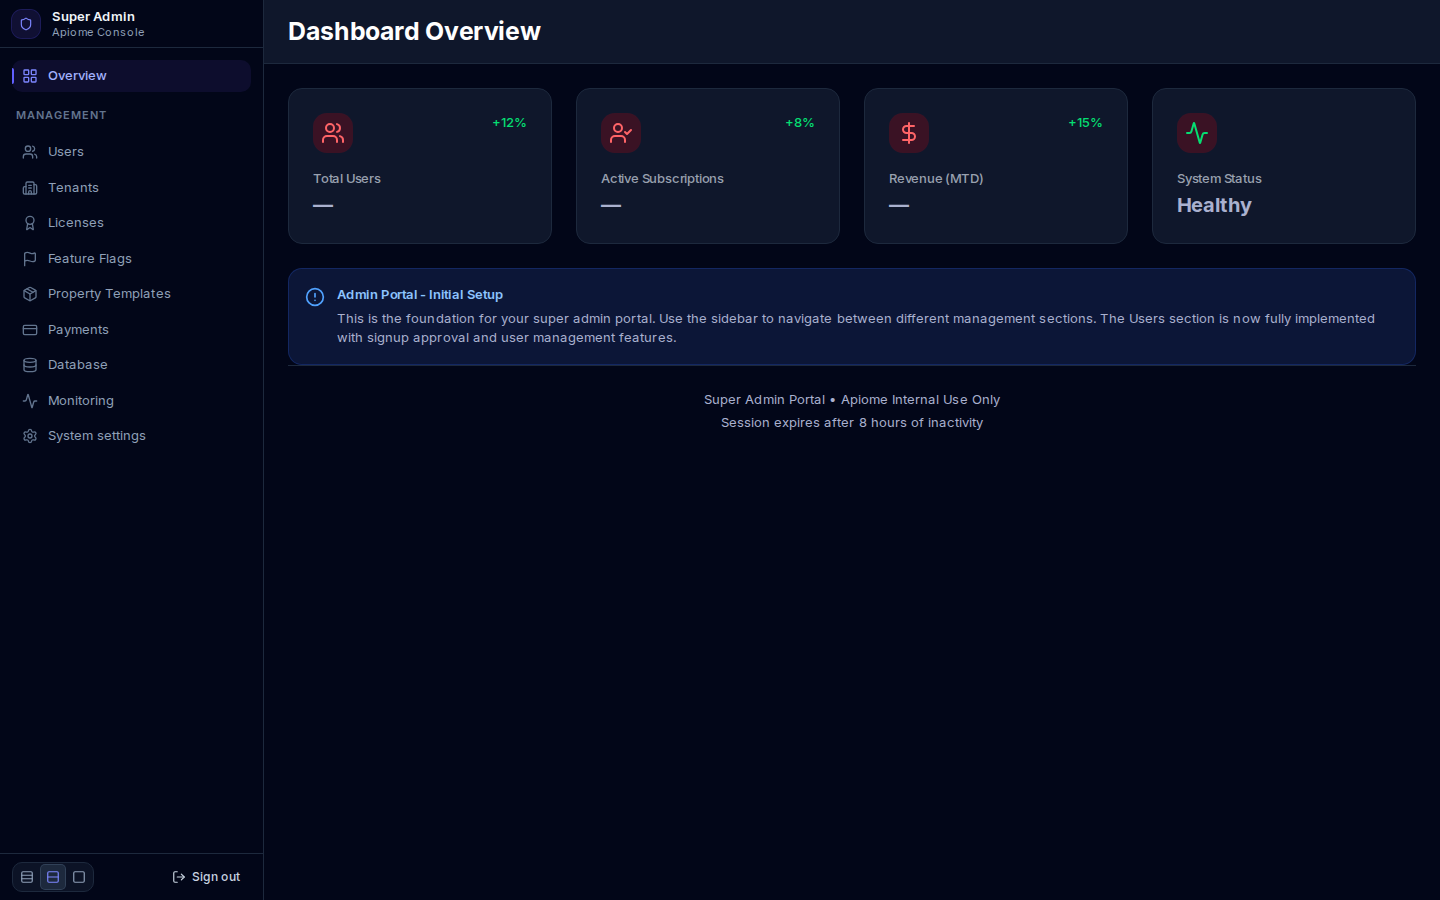 Super Admin
Apiome Console
Overview
MANAGEMENT
Users
Tenants
Licenses
Feature Flags
Property Templates
Payments
Database
Monitoring
System settings
Sign out
Dashboard Overview
+12%
Total Users
—
+8%
Active Subscriptions
—
+15%
Revenue (MTD)
—
System Status
Healthy
Admin Portal - Initial Setup
This is the foundation for your super admin portal. Use the sidebar to navigate between different management sections. The Users section is now fully implemented
with signup approval and user management features.
Super Admin Portal • Apiome Internal Use Only
Session expires after 8 hours of inactivity